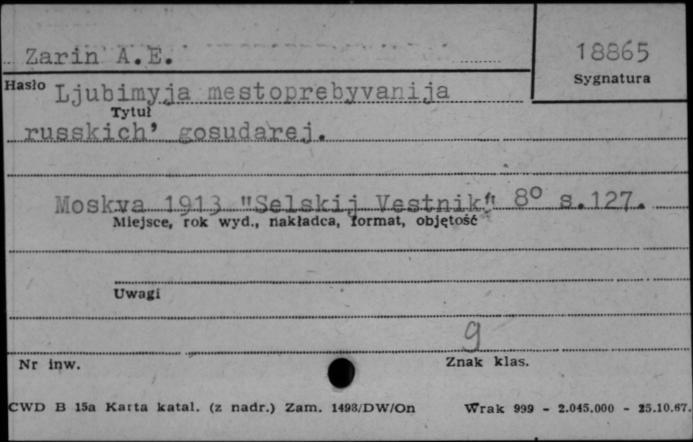 Zarin A.E.
18865
Hasło
Sygnatura
Ljubimyja mestoprebyvanija
Tytuł
russkich' gosudarej.
Moskva 1913 "Selskij Vestnik" 8° s.127.
Miejsce, rok wyd., nakładca, format, objętość
Uwagi
g
Nr inw.
Znak klas.
CWD B 15a Karta katal. (z nadr.) Zam. 1498/DW/On
Wrak 999 - 2.045.000 - 25.10.67.